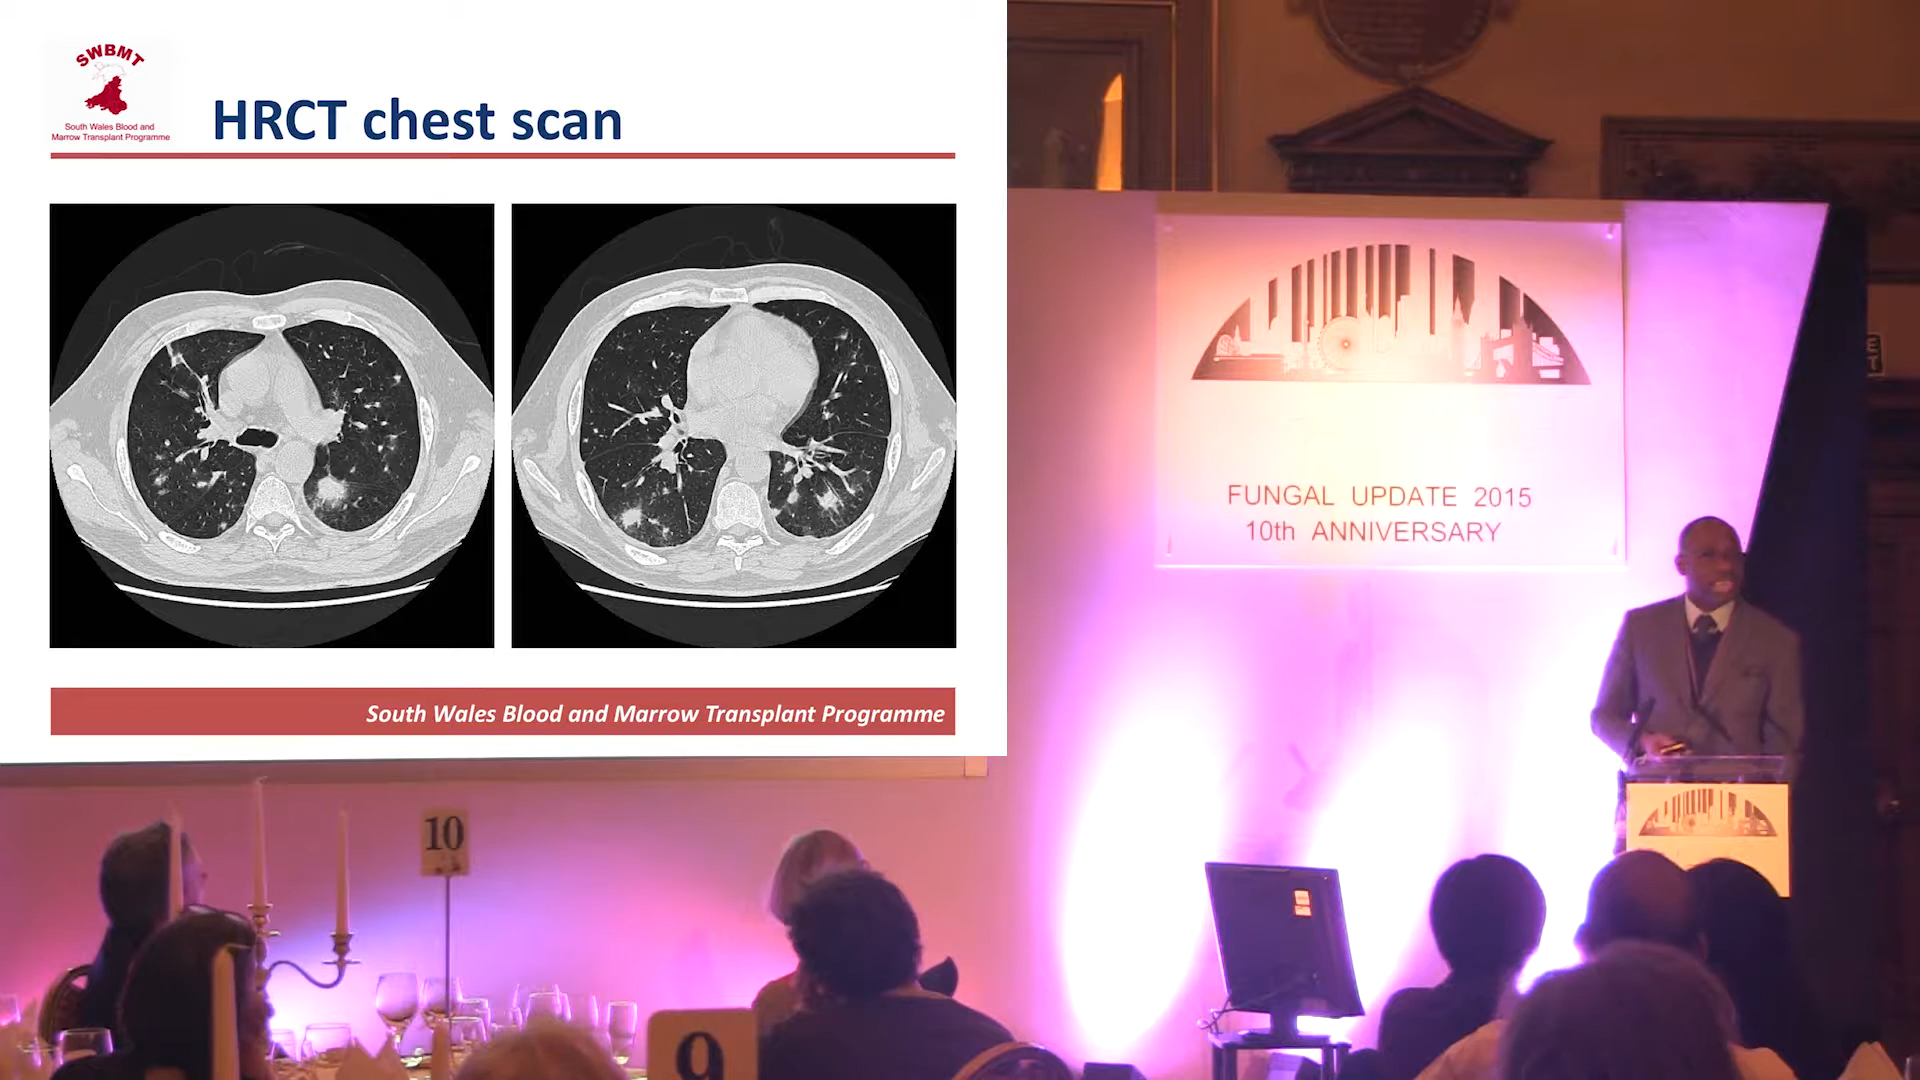 SWBMT
South Wales Blood and
Marrow Transplant Programme
HRCT chest scan
South Wales Blood and Marrow Transplant Programme
FUNGAL UPDATE 2015
10th ANNIVERSARY
10
9